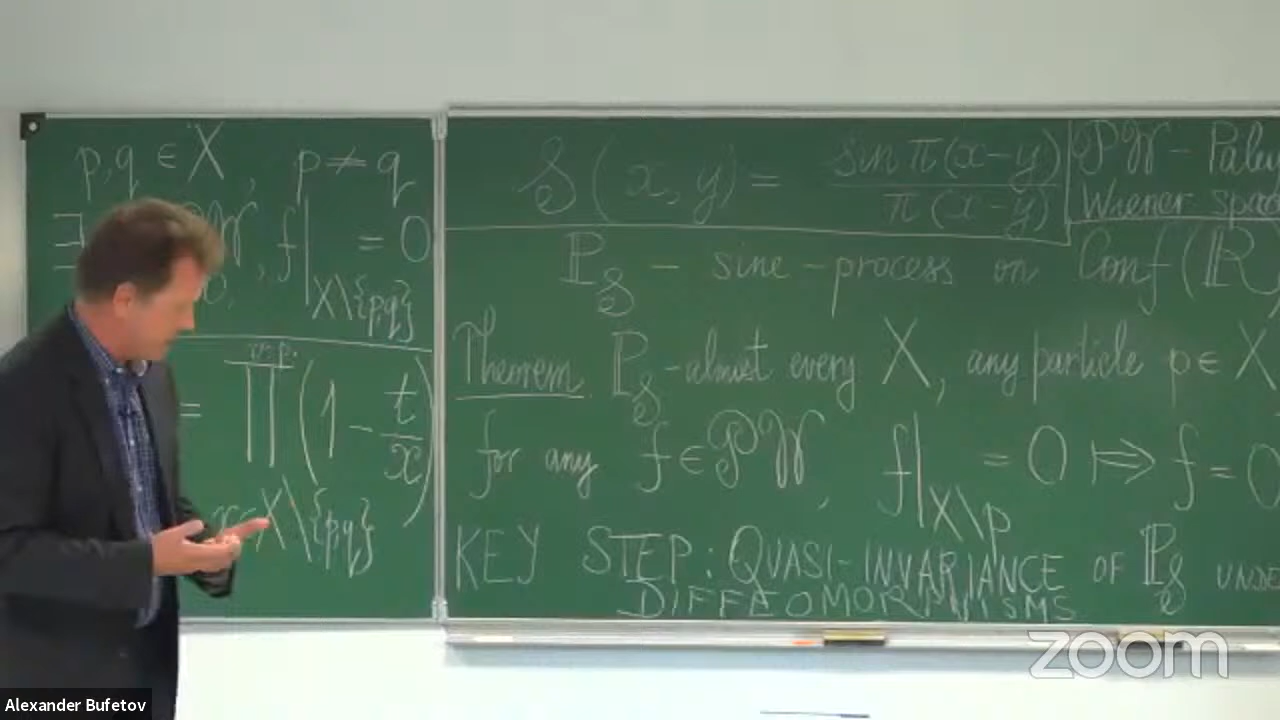 p,q ∈ X, p ≠ q
∃ W, f| = 0
X\{p,q}
v.p.
= ∏ (1 - t/x)
x∈X\{p,q}
𝒮(x,y) = sin π(x-y) / π(x-y)
𝒫W - Paley
Wiener space
ℙ_𝒮 - sine-process on Conf(ℝ)
Theorem. ℙ_𝒮-almost every X, any particle p∈X
for any f∈𝒫W, f|_{X\p} = 0 ⟹ f = 0
KEY STEP: QUASI-INVARIANCE OF ℙ_𝒮 UNDE
DIFFEOMORPHISMS
zoom
Alexander Bufetov